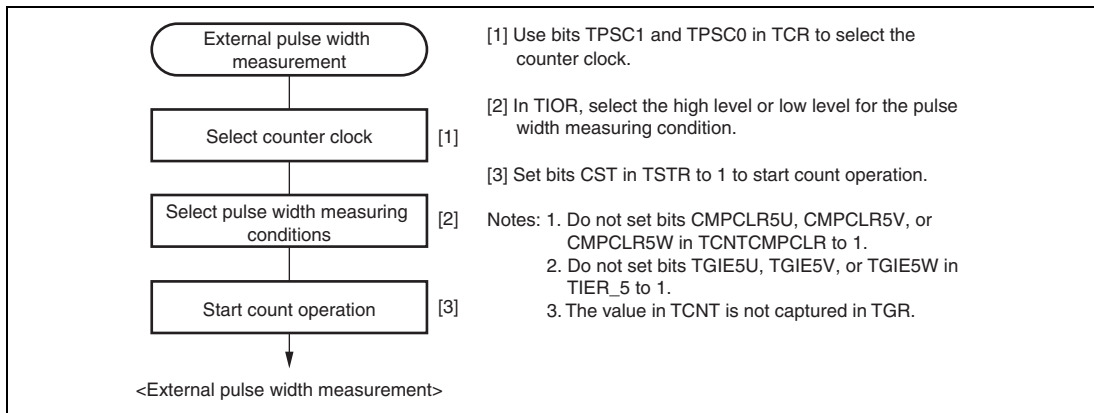 External pulse width
measurement
Select counter clock
[1]
Select pulse width measuring
conditions
[2]
Start count operation
[3]
<External pulse width measurement>
[1] Use bits TPSC1 and TPSC0 in TCR to select the
counter clock.
[2] In TIOR, select the high level or low level for the pulse
width measuring condition.
[3] Set bits CST in TSTR to 1 to start count operation.
Notes: 1. Do not set bits CMPCLR5U, CMPCLR5V, or
CMPCLR5W in TCNTCMPCLR to 1.
2. Do not set bits TGIE5U, TGIE5V, or TGIE5W in
TIER_5 to 1.
3. The value in TCNT is not captured in TGR.